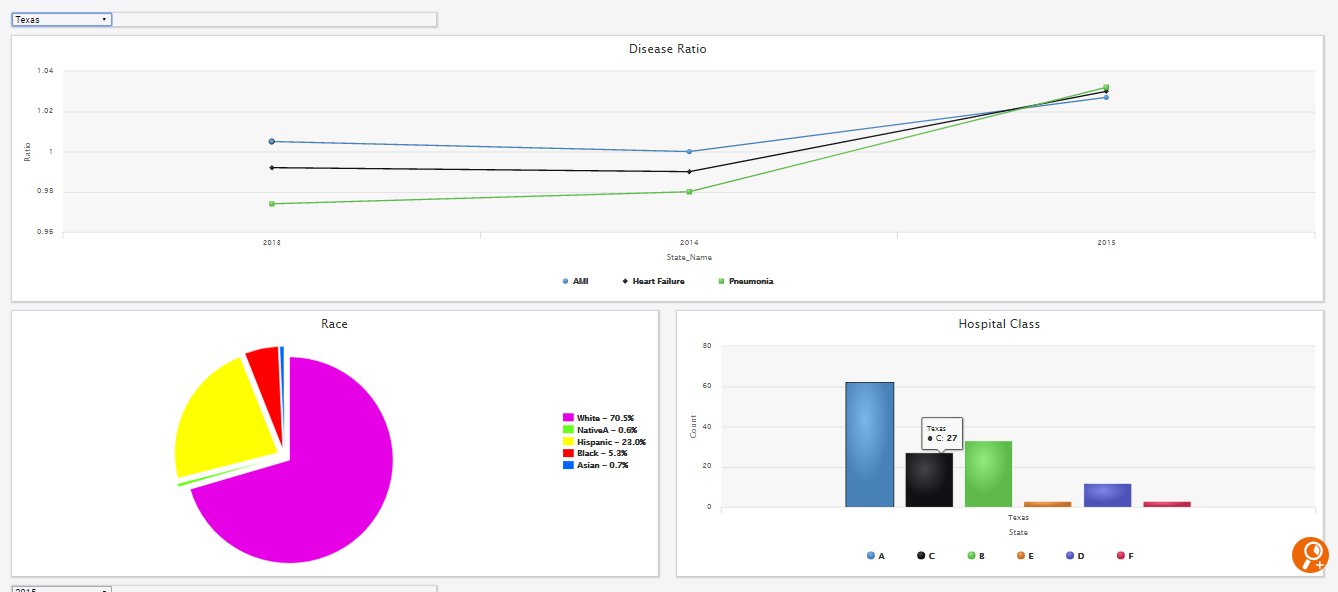 Texas
Disease Ratio
1.04
1.02
1
0.98
0.96
Ratio
2013 2014 2015
State_Name
AMI Heart Failure Pneumonia
Race
White – 70.5%
NativeA – 0.6%
Hispanic – 23.0%
Black – 5.3%
Asian – 0.7%
Hospital Class
80
60
40
20
0
Count
Texas
C: 27
Texas
State
A C B E D F
2015